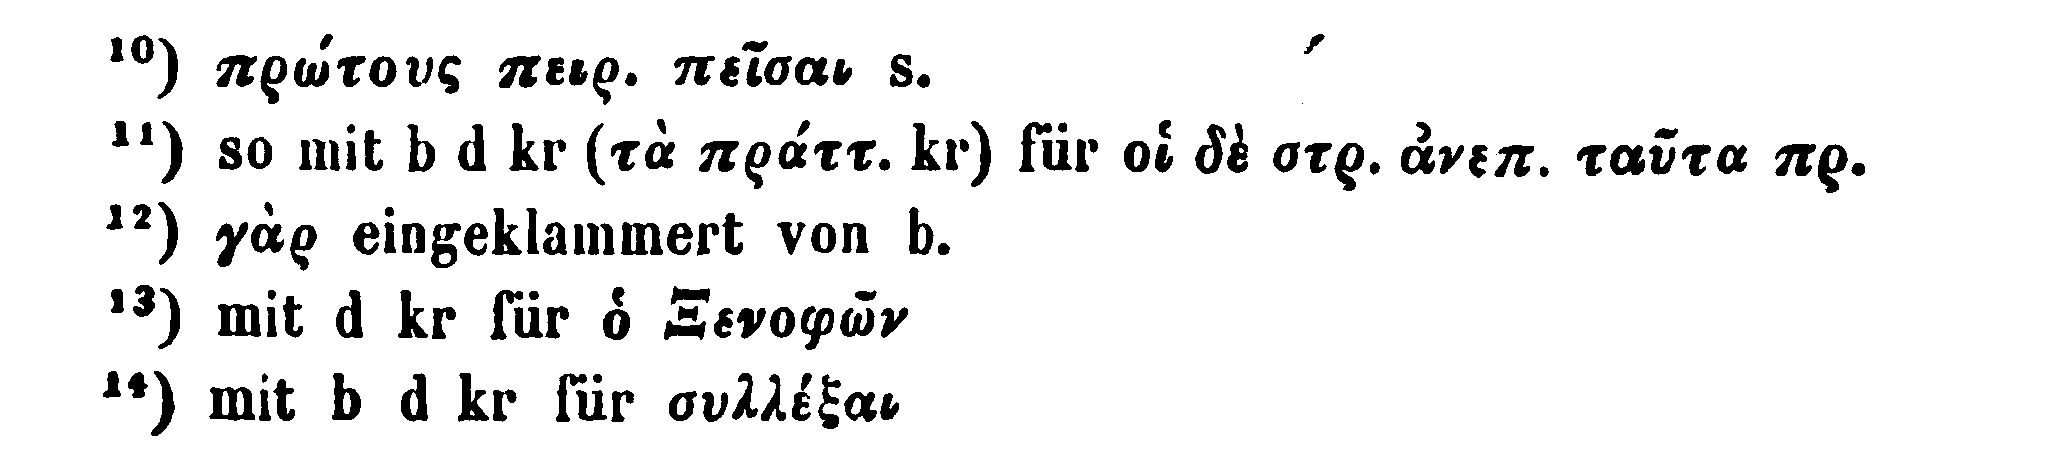 ¹⁰) πρώτους πειρ. πεῖσαι s.
¹¹) so mit b d kr (τὰ πράττ. kr) für οἱ δὲ στρ. ἀνεπ. ταῦτα πρ.
¹²) γὰρ eingeklammert von b.
¹³) mit d kr für ὁ Ξενοφῶν
¹⁴) mit b d kr für συλλέξαι